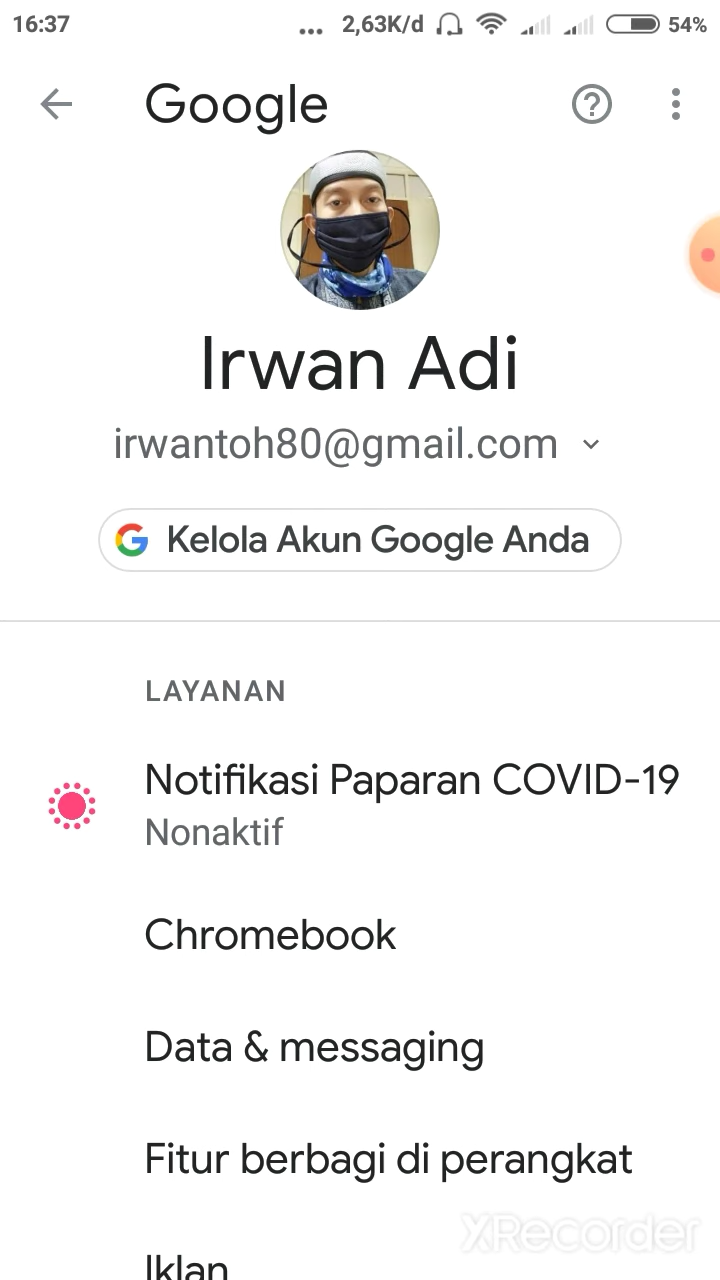 16:37 ... 2,63K/d 54%
Google
Irwan Adi
irwantoh80@gmail.com
G Kelola Akun Google Anda
LAYANAN
Notifikasi Paparan COVID-19
Nonaktif
Chromebook
Data & messaging
Fitur berbagi di perangkat
Iklan
XRecorder